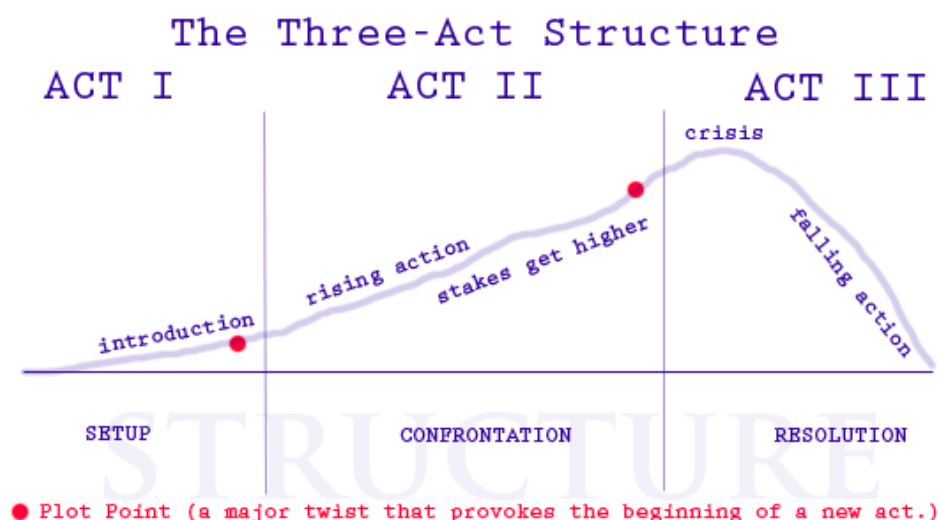 The Three-Act Structure
ACT I
ACT II
ACT III
crisis
introduction
rising action
stakes get higher
falling action
STRUCTURE
SETUP
CONFRONTATION
RESOLUTION
Plot Point (a major twist that provokes the beginning of a new act.)